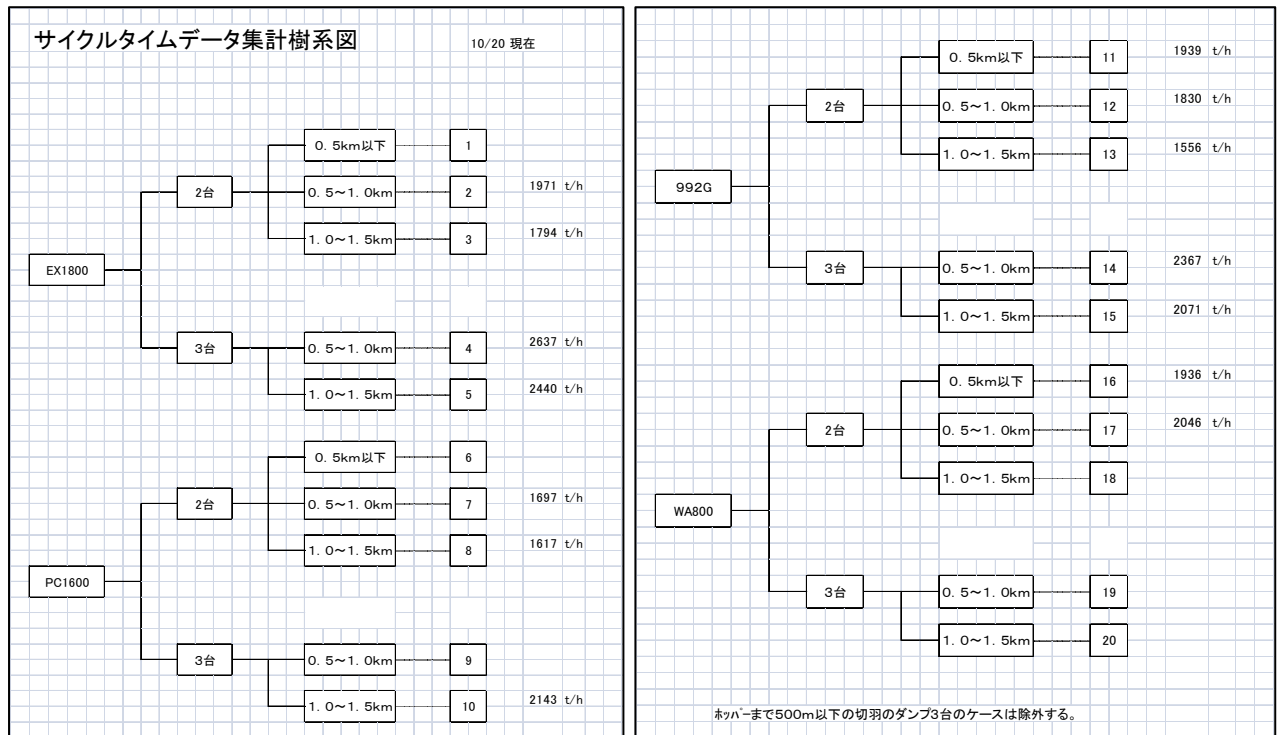 サイクルタイムデータ集計樹系図
10/20 現在
0.5km以下
1
2台
0.5～1.0km
2
1971 t/h
1.0～1.5km
3
1794 t/h
EX1800
3台
0.5～1.0km
4
2637 t/h
1.0～1.5km
5
2440 t/h
0.5km以下
6
2台
0.5～1.0km
7
1697 t/h
1.0～1.5km
8
1617 t/h
PC1600
3台
0.5～1.0km
9
1.0～1.5km
10
2143 t/h
0.5km以下
11
1939 t/h
2台
0.5～1.0km
12
1830 t/h
1.0～1.5km
13
1556 t/h
992G
3台
0.5～1.0km
14
2367 t/h
1.0～1.5km
15
2071 t/h
0.5km以下
16
1936 t/h
2台
0.5～1.0km
17
2046 t/h
1.0～1.5km
18
WA800
3台
0.5～1.0km
19
1.0～1.5km
20
ﾎｯﾊﾟｰまで500m以下の切羽のダンプ3台のケースは除外する。